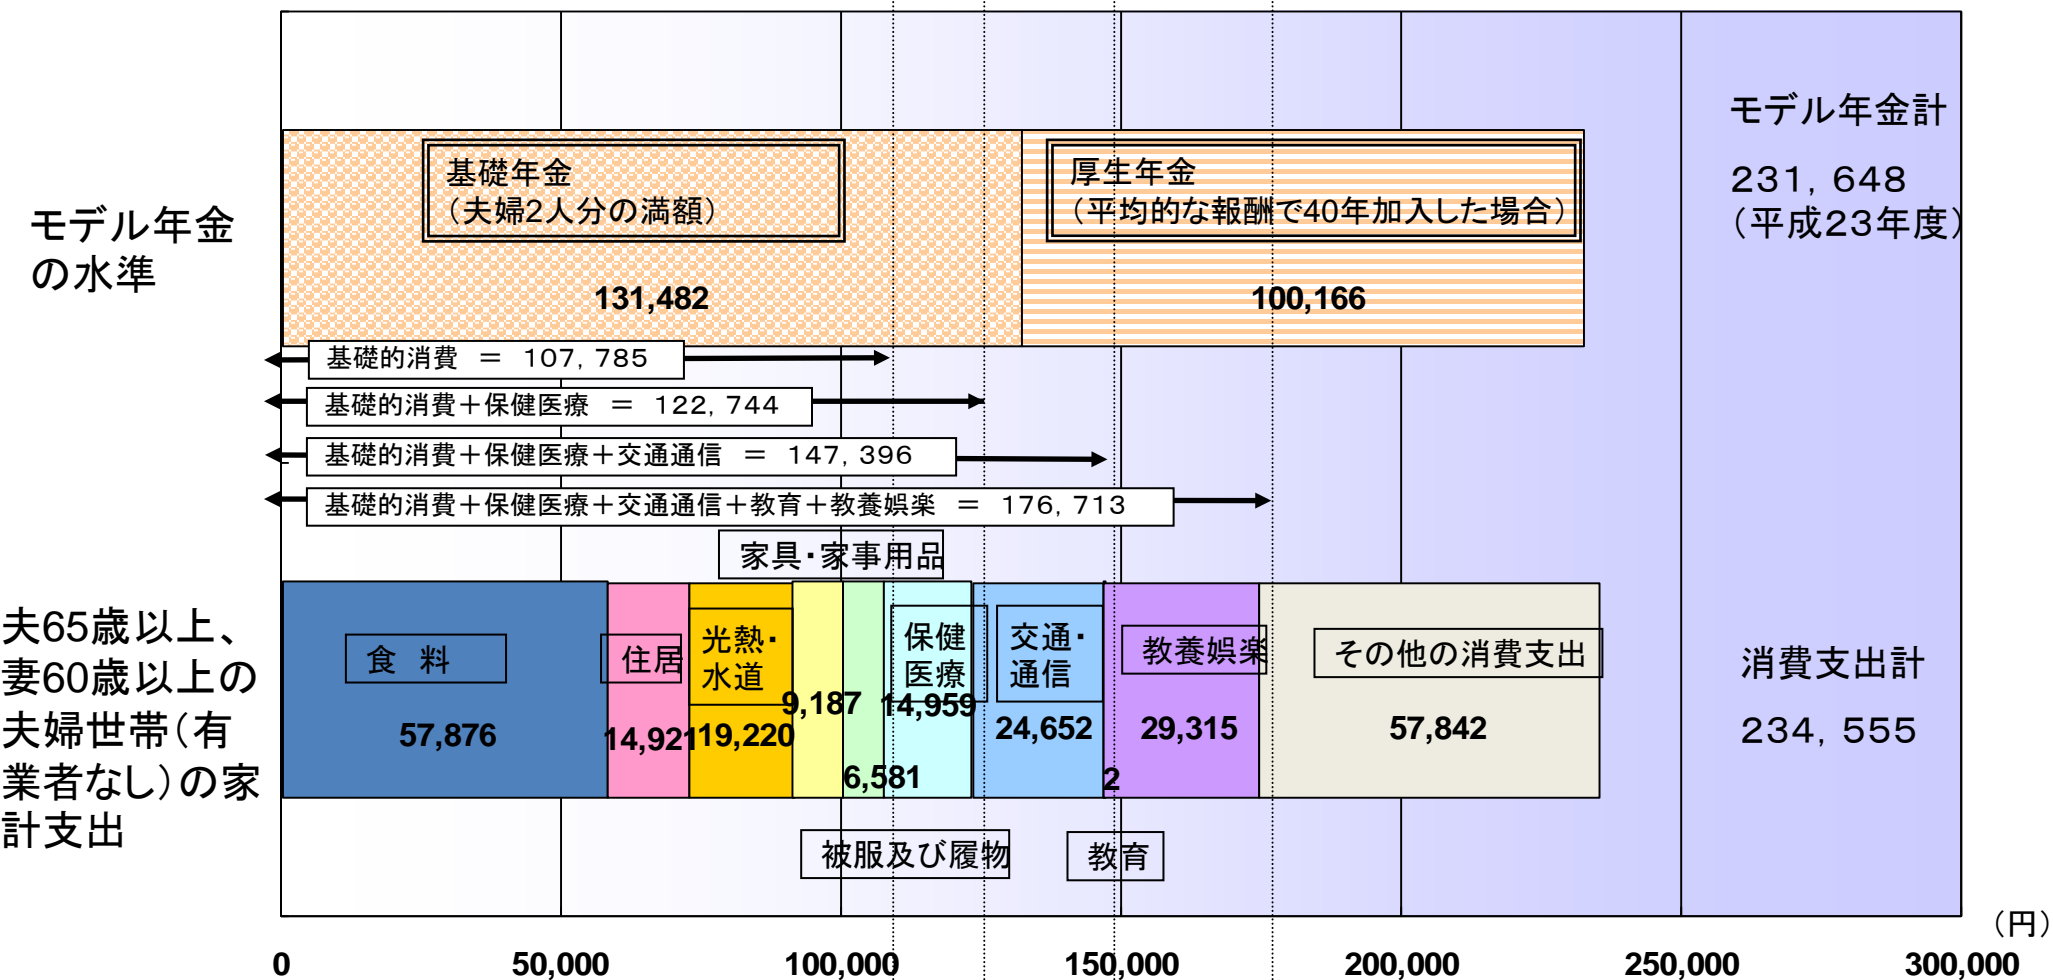 モデル年金
の水準
基礎年金
（夫婦2人分の満額）
131,482
厚生年金
（平均的な報酬で40年加入した場合）
100,166
モデル年金計
231，648
（平成23年度）
基礎的消費 ＝ 107，785
基礎的消費＋保健医療 ＝ 122，744
基礎的消費＋保健医療＋交通通信 ＝ 147，396
基礎的消費＋保健医療＋交通通信＋教育＋教養娯楽 ＝ 176，713
家具・家事用品
夫65歳以上、
妻60歳以上の
夫婦世帯（有
業者なし）の家
計支出
食 料
57,876
住居
14,921
光熱・
水道
19,220
9,187
6,581
保健
医療
14,959
交通・
通信
24,652
2
教養娯楽
29,315
その他の消費支出
57,842
消費支出計
234，555
被服及び履物
教育
（円）
0 50,000 100,000 150,000 200,000 250,000 300,000